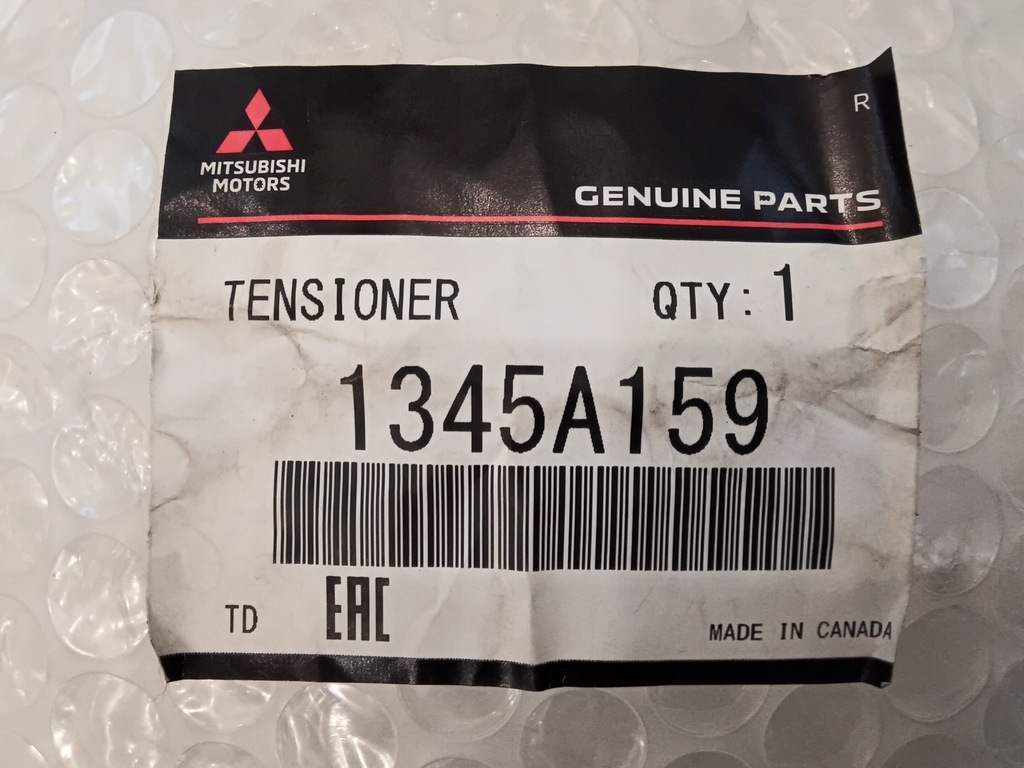 R
MITSUBISHI
MOTORS
GENUINE PARTS
TENSIONER QTY: 1
1345A159
TD EAC MADE IN CANADA